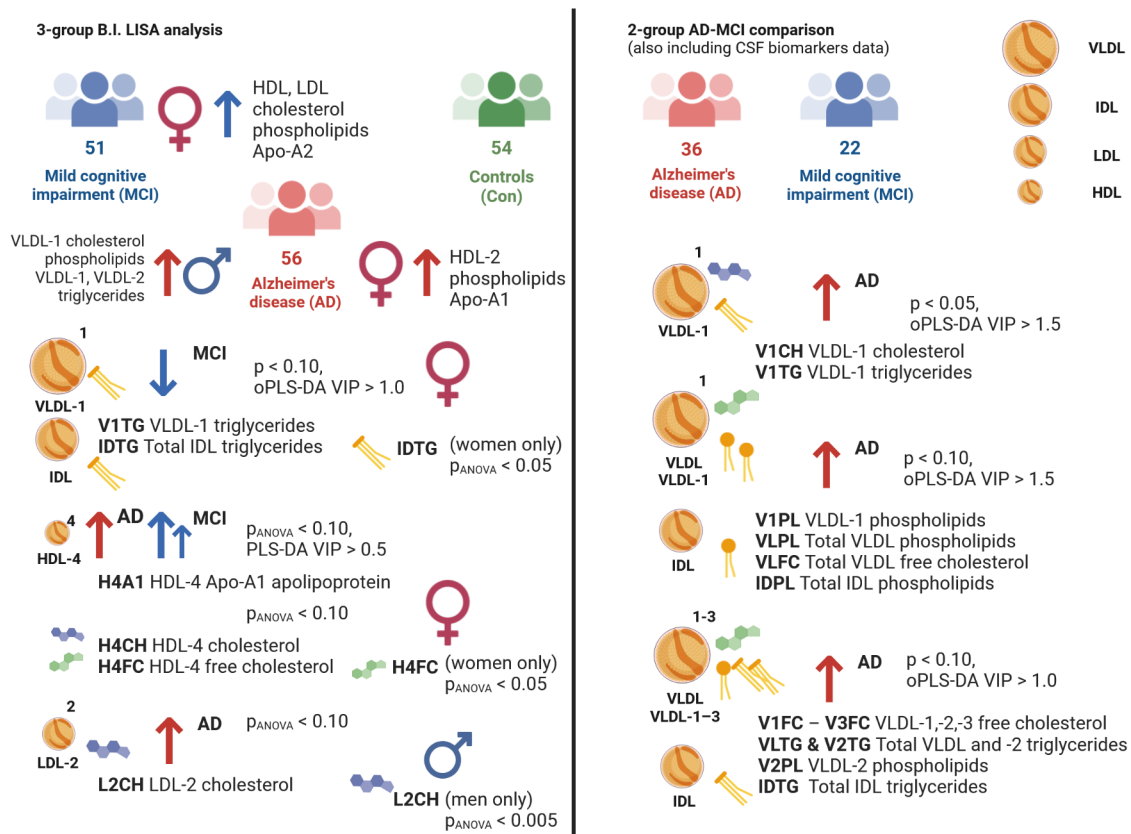 3-group B.I. LISA analysis
51
Mild cognitive
impairment (MCI)
HDL, LDL
cholesterol
phospholipids
Apo-A2
54
Controls
(Con)
VLDL-1 cholesterol
phospholipids
VLDL-1, VLDL-2
triglycerides
56
Alzheimer's
disease (AD)
HDL-2
phospholipids
Apo-A1
1
VLDL-1
MCI
p < 0.10,
oPLS-DA VIP > 1.0
V1TG VLDL-1 triglycerides
IDTG Total IDL triglycerides
IDL
IDTG (women only)
pANOVA < 0.05
4
HDL-4
AD
MCI
pANOVA < 0.10,
PLS-DA VIP > 0.5
H4A1 HDL-4 Apo-A1 apolipoprotein
pANOVA < 0.10
H4CH HDL-4 cholesterol
H4FC HDL-4 free cholesterol
H4FC (women only)
pANOVA < 0.05
2
LDL-2
AD
pANOVA < 0.10
L2CH LDL-2 cholesterol
L2CH (men only)
pANOVA < 0.005
2-group AD-MCI comparison
(also including CSF biomarkers data)
36
Alzheimer's
disease (AD)
22
Mild cognitive
impairment (MCI)
VLDL
IDL
LDL
HDL
1
VLDL-1
AD
p < 0.05,
oPLS-DA VIP > 1.5
V1CH VLDL-1 cholesterol
V1TG VLDL-1 triglycerides
1
VLDL
VLDL-1
AD
p < 0.10,
oPLS-DA VIP > 1.5
IDL
V1PL VLDL-1 phospholipids
VLPL Total VLDL phospholipids
VLFC Total VLDL free cholesterol
IDPL Total IDL phospholipids
1-3
VLDL
VLDL-1–3
AD
p < 0.10,
oPLS-DA VIP > 1.0
IDL
V1FC – V3FC VLDL-1,-2,-3 free cholesterol
VLTG & V2TG Total VLDL and -2 triglycerides
V2PL VLDL-2 phospholipids
IDTG Total IDL triglycerides